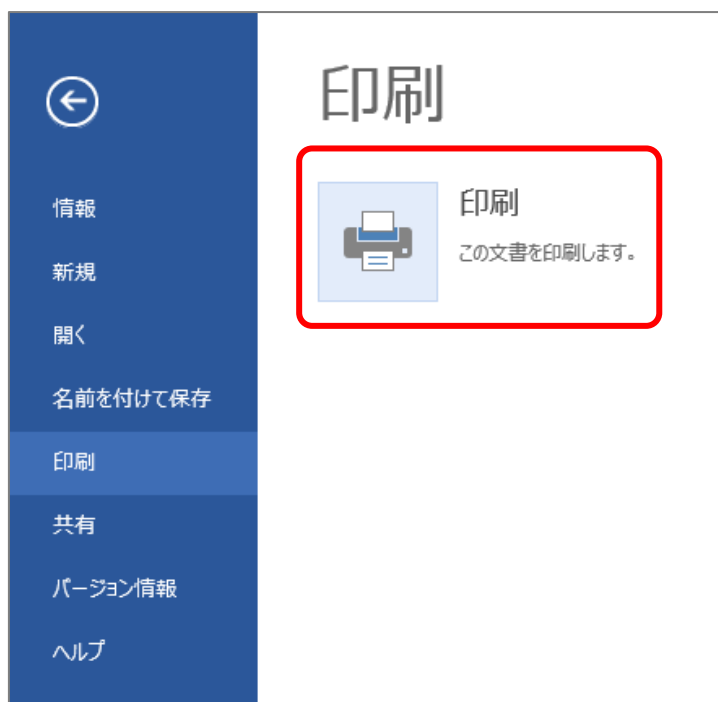 情報
新規
開く
名前を付けて保存
印刷
共有
バージョン情報
ヘルプ
印刷
印刷
この文書を印刷します。